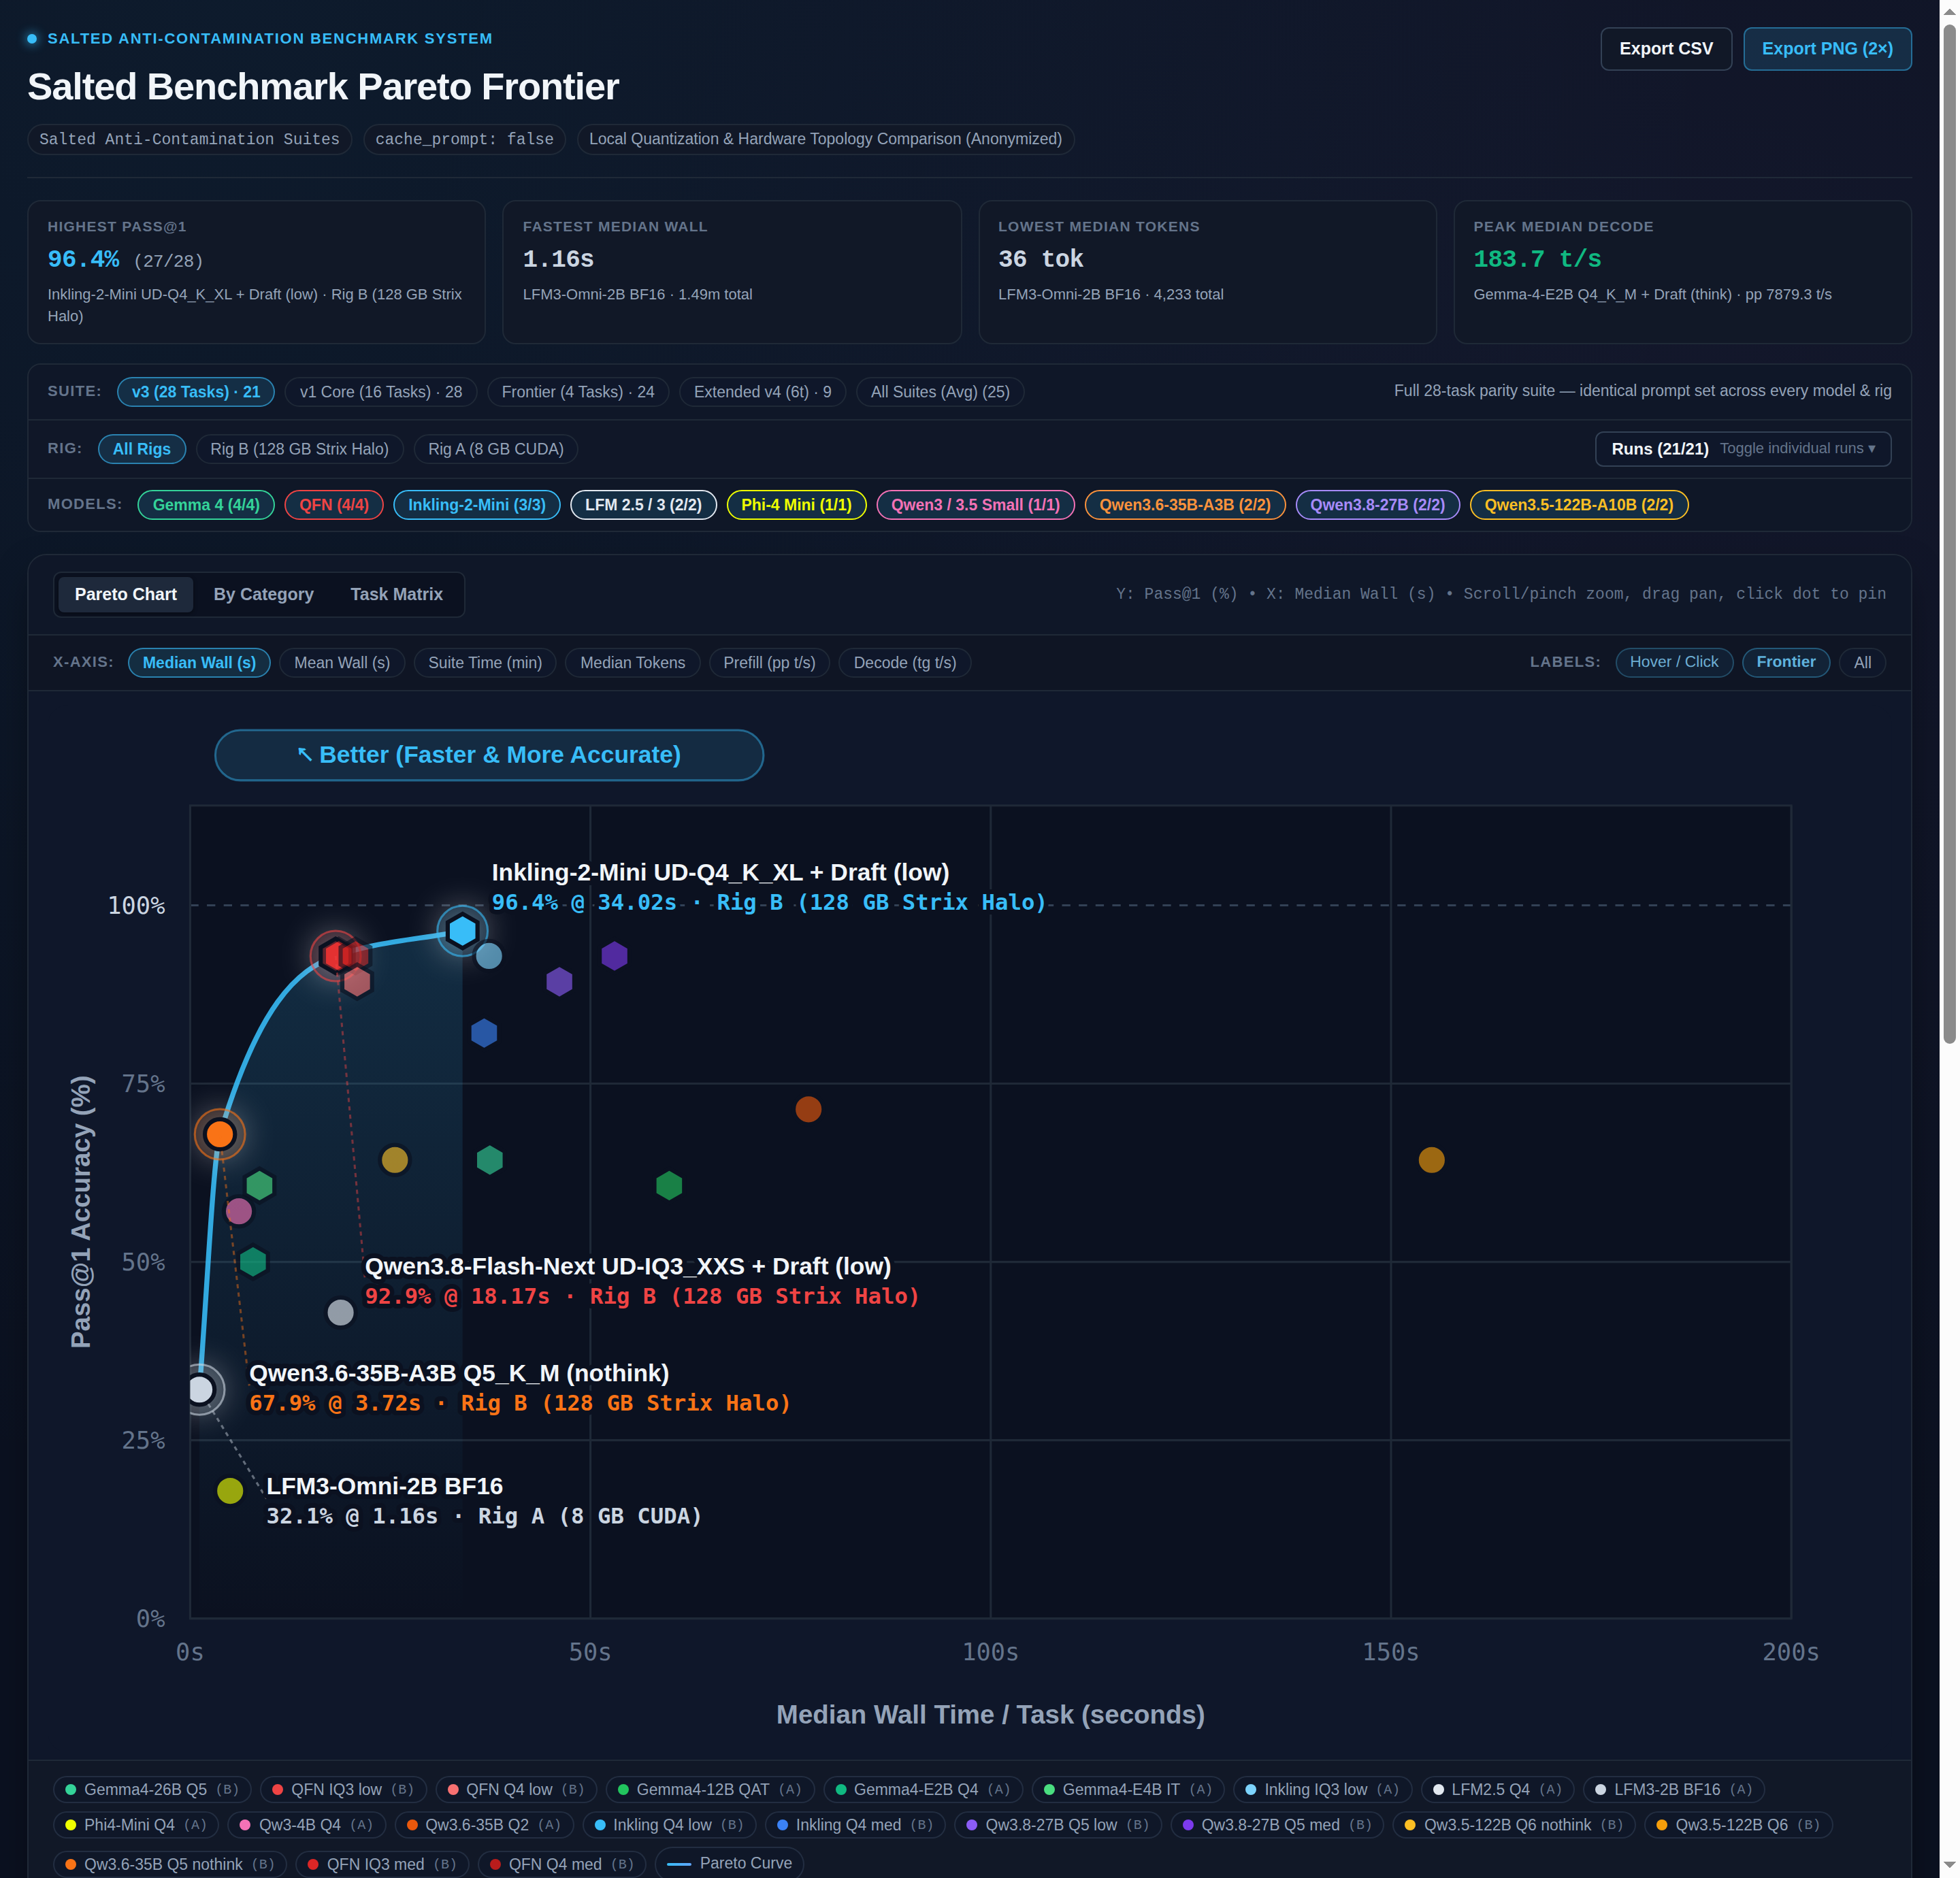 SALTED ANTI-CONTAMINATION BENCHMARK SYSTEM
Export CSV
Export PNG (2×)
Salted Benchmark Pareto Frontier
Salted Anti-Contamination Suites
cache_prompt: false
Local Quantization & Hardware Topology Comparison (Anonymized)
HIGHEST PASS@1
96.4% (27/28)
Inkling-2-Mini UD-Q4_K_XL + Draft (low) · Rig B (128 GB Strix
Halo)
FASTEST MEDIAN WALL
1.16s
LFM3-Omni-2B BF16 · 1.49m total
LOWEST MEDIAN TOKENS
36 tok
LFM3-Omni-2B BF16 · 4,233 total
PEAK MEDIAN DECODE
183.7 t/s
Gemma-4-E2B Q4_K_M + Draft (think) · pp 7879.3 t/s
SUITE:
v3 (28 Tasks) · 21
v1 Core (16 Tasks) · 28
Frontier (4 Tasks) · 24
Extended v4 (6t) · 9
All Suites (Avg) (25)
Full 28-task parity suite — identical prompt set across every model & rig
RIG:
All Rigs
Rig B (128 GB Strix Halo)
Rig A (8 GB CUDA)
Runs (21/21) Toggle individual runs ▾
MODELS:
Gemma 4 (4/4)
QFN (4/4)
Inkling-2-Mini (3/3)
LFM 2.5 / 3 (2/2)
Phi-4 Mini (1/1)
Qwen3 / 3.5 Small (1/1)
Qwen3.6-35B-A3B (2/2)
Qwen3.8-27B (2/2)
Qwen3.5-122B-A10B (2/2)
Pareto Chart
By Category
Task Matrix
Y: Pass@1 (%) • X: Median Wall (s) • Scroll/pinch zoom, drag pan, click dot to pin
X-AXIS:
Median Wall (s)
Mean Wall (s)
Suite Time (min)
Median Tokens
Prefill (pp t/s)
Decode (tg t/s)
LABELS:
Hover / Click
Frontier
All
↖ Better (Faster & More Accurate)
Inkling-2-Mini UD-Q4_K_XL + Draft (low)
96.4% @ 34.02s · Rig B (128 GB Strix Halo)
100%
75%
Pass@1 Accuracy (%)
50%
Qwen3.8-Flash-Next UD-IQ3_XXS + Draft (low)
92.9% @ 18.17s · Rig B (128 GB Strix Halo)
Qwen3.6-35B-A3B Q5_K_M (nothink)
67.9% @ 3.72s · Rig B (128 GB Strix Halo)
25%
LFM3-Omni-2B BF16
32.1% @ 1.16s · Rig A (8 GB CUDA)
0%
0s
50s
100s
150s
200s
Median Wall Time / Task (seconds)
Gemma4-26B Q5 (B)
QFN IQ3 low (B)
QFN Q4 low (B)
Gemma4-12B QAT (A)
Gemma4-E2B Q4 (A)
Gemma4-E4B IT (A)
Inkling IQ3 low (A)
LFM2.5 Q4 (A)
LFM3-2B BF16 (A)
Phi4-Mini Q4 (A)
Qw3-4B Q4 (A)
Qw3.6-35B Q2 (A)
Inkling Q4 low (B)
Inkling Q4 med (B)
Qw3.8-27B Q5 low (B)
Qw3.8-27B Q5 med (B)
Qw3.5-122B Q6 nothink (B)
Qw3.5-122B Q6 (B)
Qw3.6-35B Q5 nothink (B)
QFN IQ3 med (B)
QFN Q4 med (B)
Pareto Curve